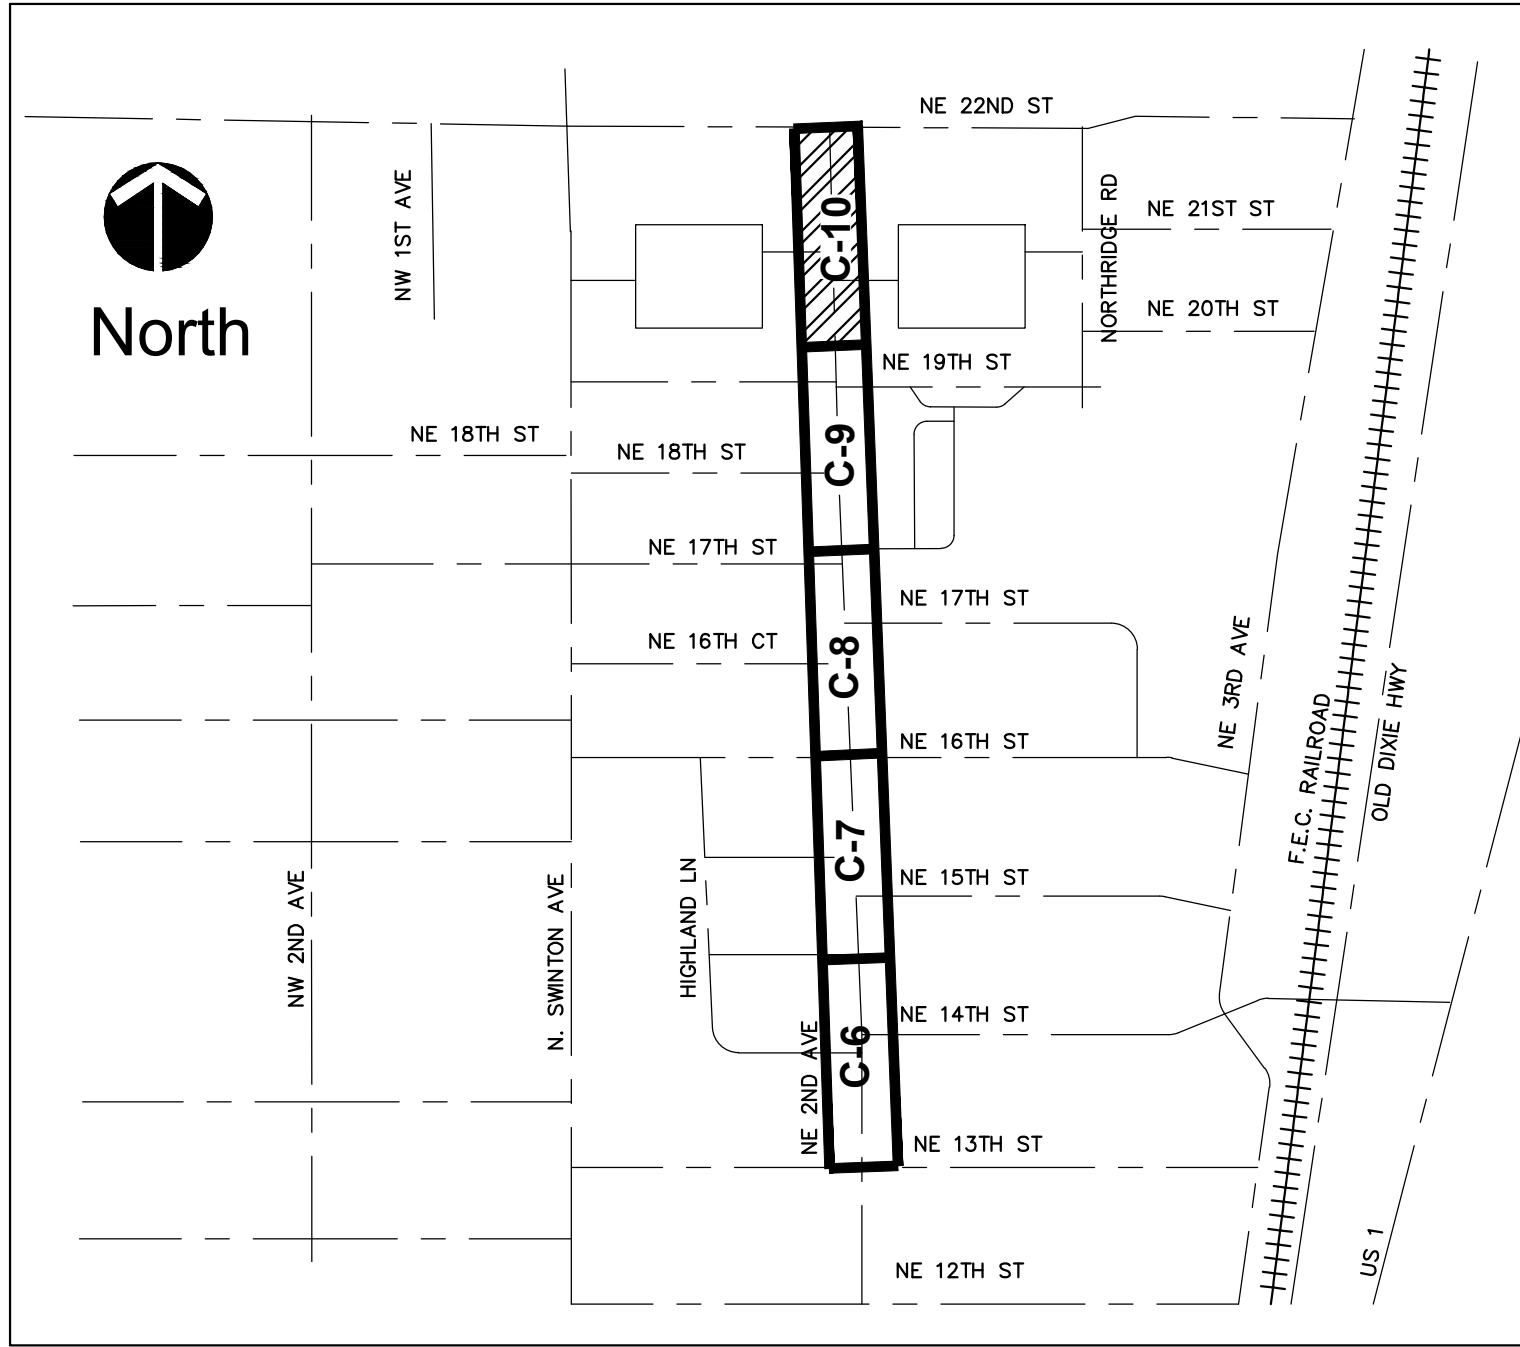 NE 22ND ST
NW 1ST AVE
NORTHRIDGE RD
NE 21ST ST
C-10
North
NE 20TH ST
NE 19TH ST
NE 18TH ST
NE 18TH ST
C-9
NE 17TH ST
NE 17TH ST
NE 16TH CT
C-8
NE 3RD AVE
NE 16TH ST
F.E.C. RAILROAD
OLD DIXIE HWY
C-7
NE 15TH ST
NW 2ND AVE
N. SWINTON AVE
HIGHLAND LN
NE 14TH ST
C-6
NE 2ND AVE
NE 13TH ST
US 1
NE 12TH ST